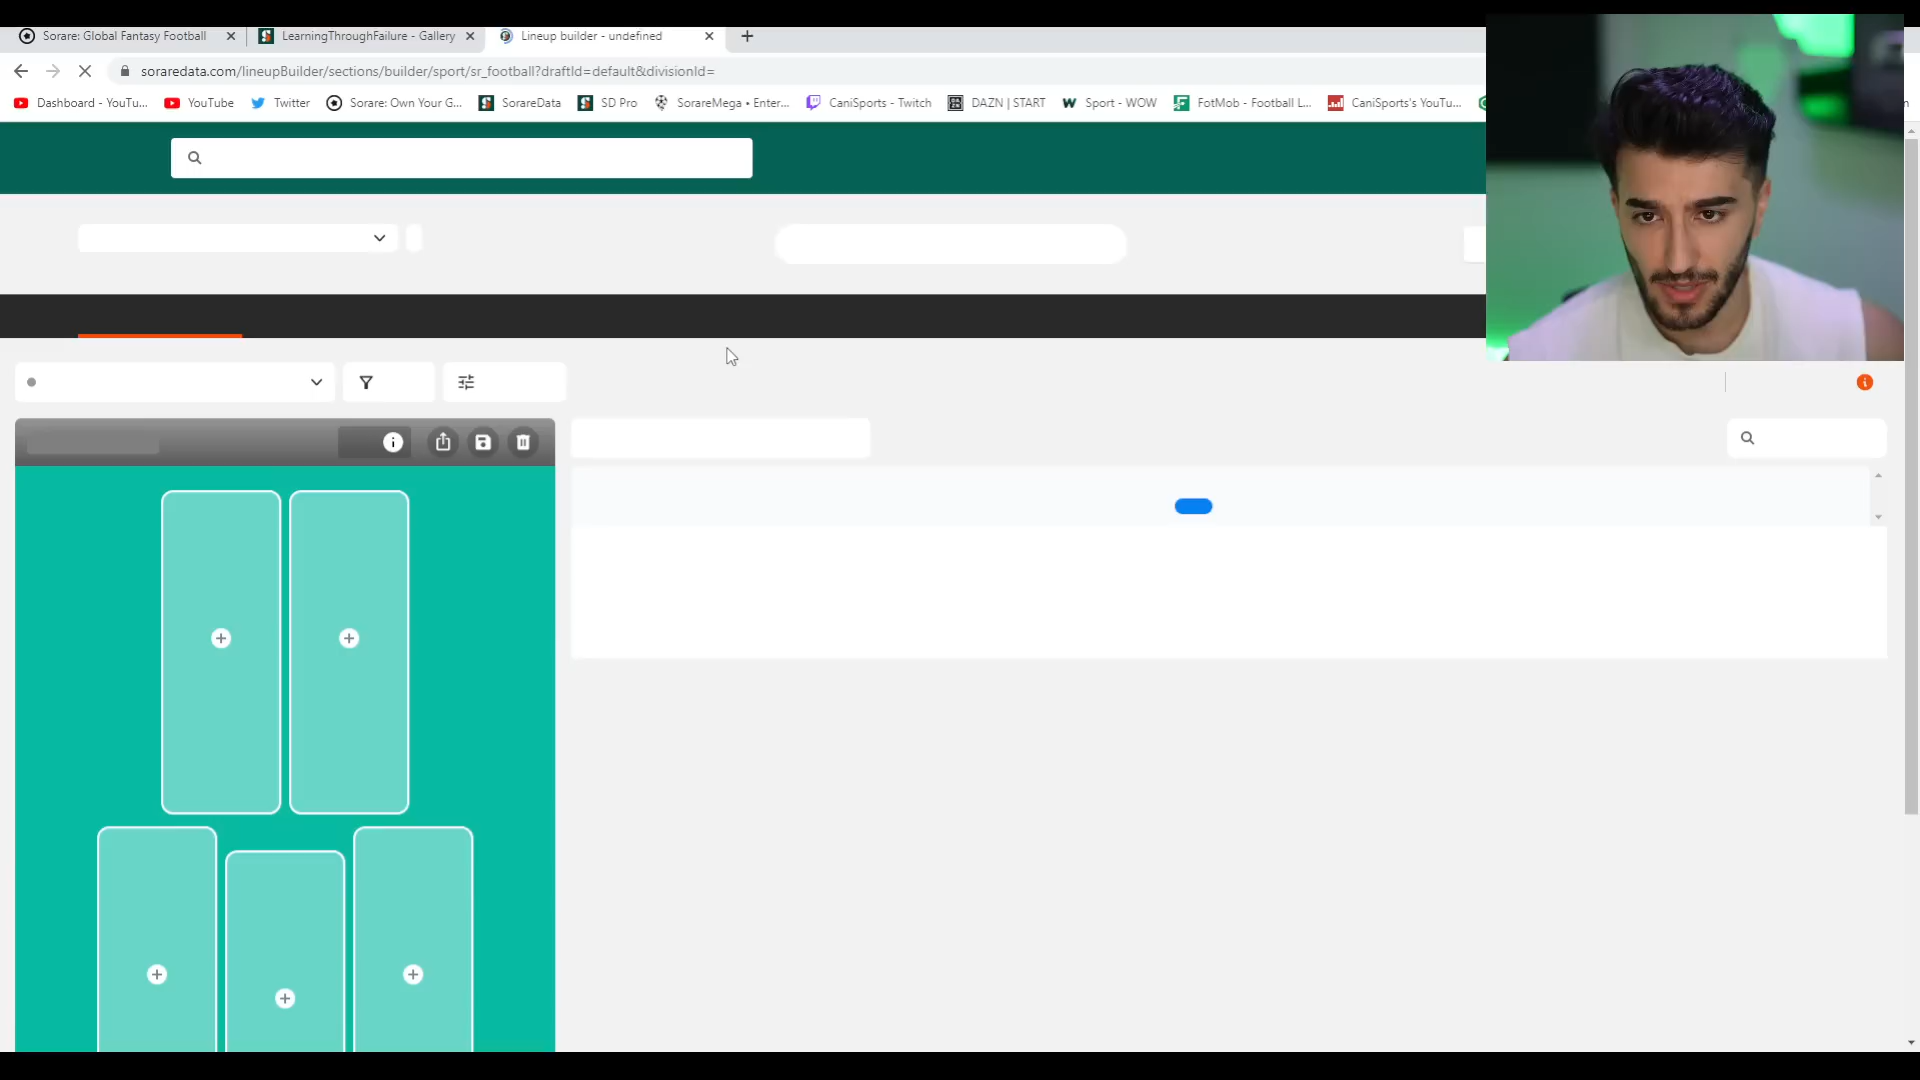 Sorare: Global Fantasy Football
LearningThroughFailure - Gallery
Lineup builder - undefined
soraredata.com/lineupBuilder/sections/builder/sport/sr_football?draftId=default&divisionId=
Dashboard - YouTu...
YouTube
Twitter
Sorare: Own Your G...
SorareData
SD Pro
SorareMega • Enter...
CaniSports - Twitch
DAZN | START
Sport - WOW
FotMob - Football L...
CaniSports's YouTu...